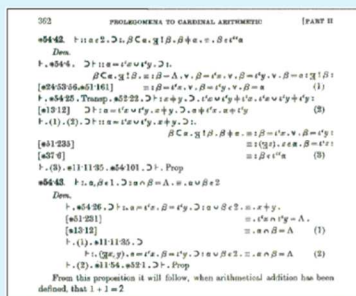 362 PROLEGOMENA TO CARDINAL ARITHMETIC [PART II
∗54·42. ⊢ :: α ε 2 . ⊃ :. β ⊂ α . ∃ ! β . β ≠ α . ≡ . β ε ι‘‘α
Dem.
⊢ . ∗54·4 . ⊃ ⊢ :: α = ι‘x ∪ ι‘y . ⊃ :.
β ⊂ α . ∃ ! β . ≡ : β = Λ . ∨ . β = ι‘x . ∨ . β = ι‘y . ∨ . β = α : ∃ ! β :
[∗24·53·56.∗51·161] ≡ : β = ι‘x . ∨ . β = ι‘y . ∨ . β = α (1)
⊢ . ∗54·25 . Transp . ∗52·22 . ⊃ ⊢ : x ≠ y . ⊃ . ι‘x ∪ ι‘y ≠ ι‘x . ι‘x ∪ ι‘y ≠ ι‘y :
[∗13·12] ⊃ ⊢ : α = ι‘x ∪ ι‘y . x ≠ y . ⊃ . α ≠ ι‘x . α ≠ ι‘y (2)
⊢ . (1) . (2) . ⊃ ⊢ :: α = ι‘x ∪ ι‘y . x ≠ y . ⊃ :.
β ⊂ α . ∃ ! β . β ≠ α . ≡ : β = ι‘x . ∨ . β = ι‘y :
[∗51·235] ≡ : (∃z) . z ε α . β = ι‘z :
[∗37·6] ≡ : β ε ι‘‘α (3)
⊢ . (3) . ∗11·11·35 . ∗54·101 . ⊃ ⊢ . Prop
∗54·43. ⊢ :. α, β ε 1 . ⊃ : α ∩ β = Λ . ≡ . α ∪ β ε 2
Dem.
⊢ . ∗54·26 . ⊃ ⊢ :. α = ι‘x . β = ι‘y . ⊃ : α ∪ β ε 2 . ≡ . x ≠ y .
[∗51·231] ≡ . ι‘x ∩ ι‘y = Λ .
[∗13·12] ≡ . α ∩ β = Λ (1)
⊢ . (1) . ∗11·11·35 . ⊃
⊢ :. (∃x, y) . α = ι‘x . β = ι‘y . ⊃ : α ∪ β ε 2 . ≡ . α ∩ β = Λ (2)
⊢ . (2) . ∗11·54 . ∗52·1 . ⊃ ⊢ . Prop
From this proposition it will follow, when arithmetical addition has been
defined, that 1 + 1 = 2